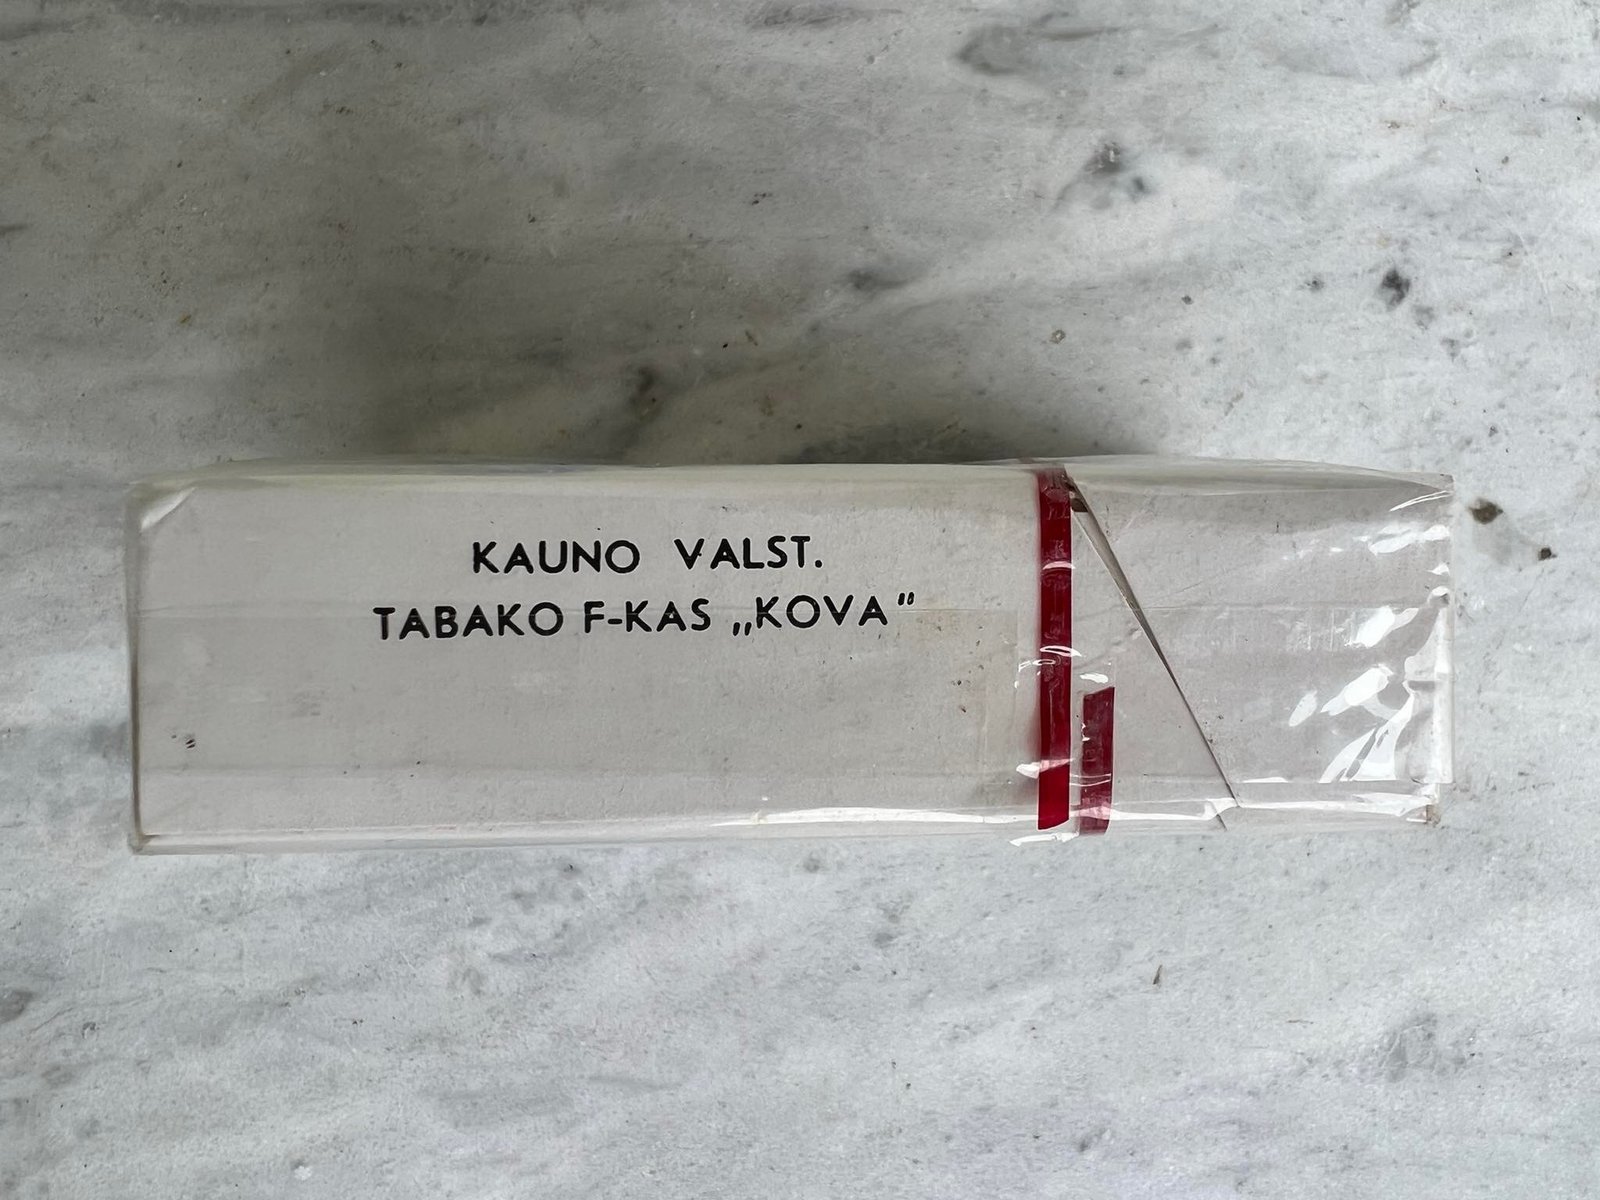 KAUNO VALST.
TABAKO F-KAS „KOVA"